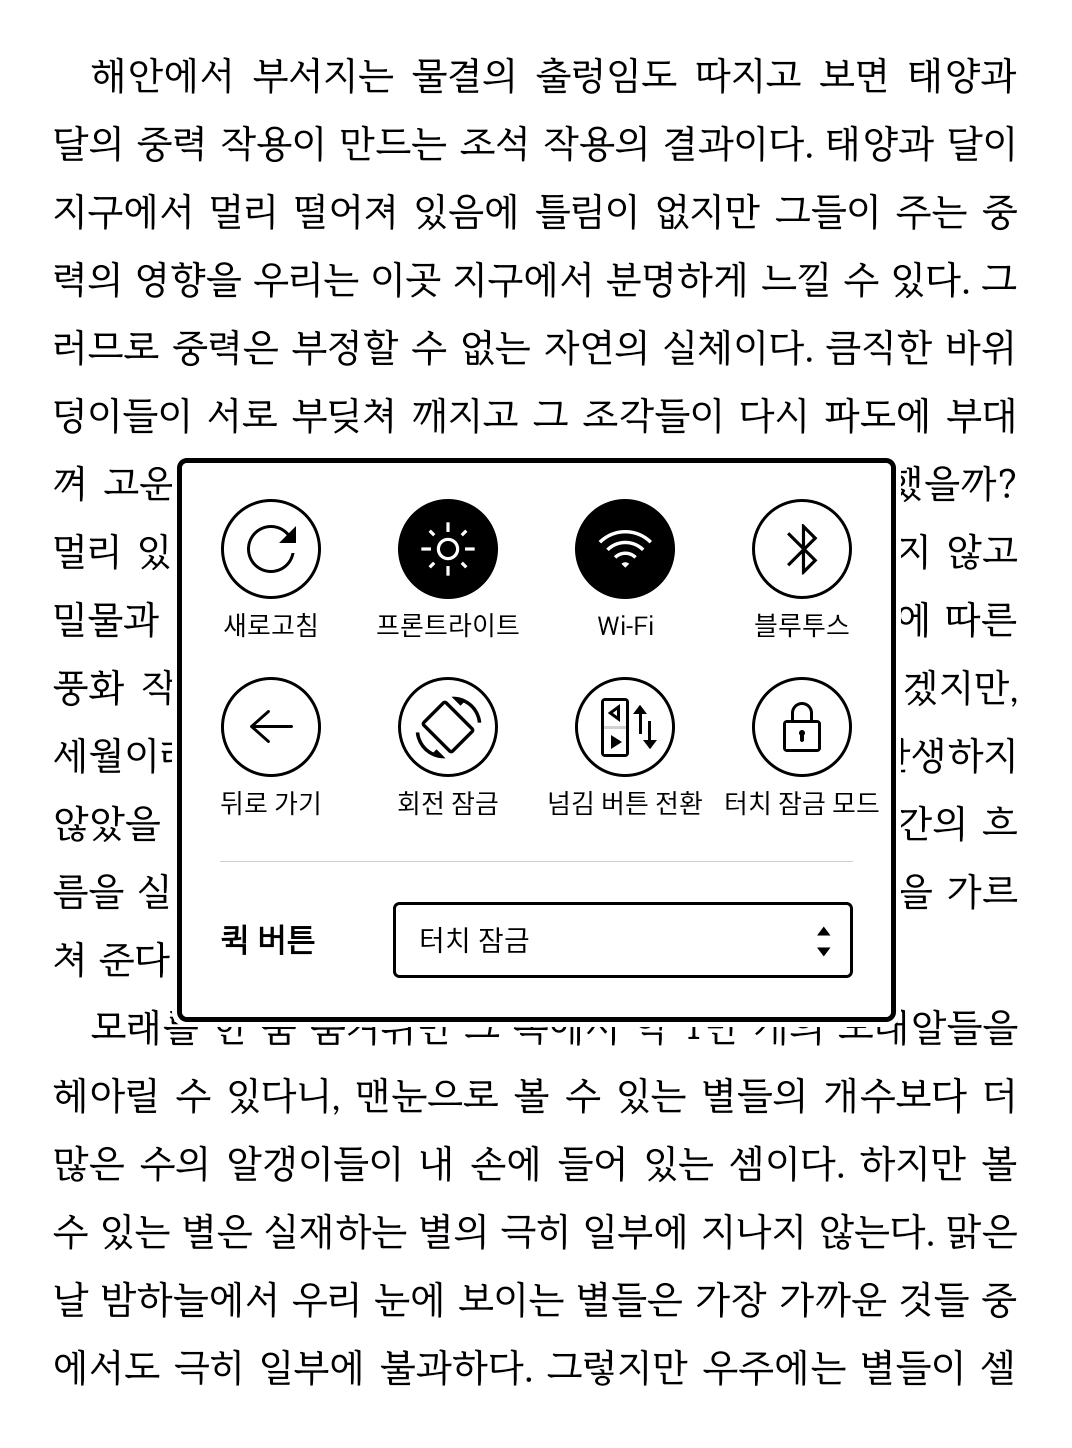 해안에서 부서지는 물결의 출렁임도 따지고 보면 태양과
달의 중력 작용이 만드는 조석 작용의 결과이다. 태양과 달이
지구에서 멀리 떨어져 있음에 틀림이 없지만 그들이 주는 중
력의 영향을 우리는 이곳 지구에서 분명하게 느낄 수 있다. 그
러므로 중력은 부정할 수 없는 자연의 실체이다. 큼직한 바위
덩이들이 서로 부딪쳐 깨지고 그 조각들이 다시 파도에 부대
껴 고운 했을까?
멀리 있 지 않고
밀물과 에 따른
풍화 작 겠지만,
세월이 생하지
않았을 간의 흐
름을 실 을 가르
쳐 준다
새로고침 프론트라이트 Wi-Fi 블루투스
뒤로 가기 회전 잠금 넘김 버튼 전환 터치 잠금 모드
퀵 버튼 터치 잠금
모래를 한 줌 움켜쥐면 그 속에서 약 1만 개의 모래알들을
헤아릴 수 있다니, 맨눈으로 볼 수 있는 별들의 개수보다 더
많은 수의 알갱이들이 내 손에 들어 있는 셈이다. 하지만 볼
수 있는 별은 실재하는 별의 극히 일부에 지나지 않는다. 맑은
날 밤하늘에서 우리 눈에 보이는 별들은 가장 가까운 것들 중
에서도 극히 일부에 불과하다. 그렇지만 우주에는 별들이 셀